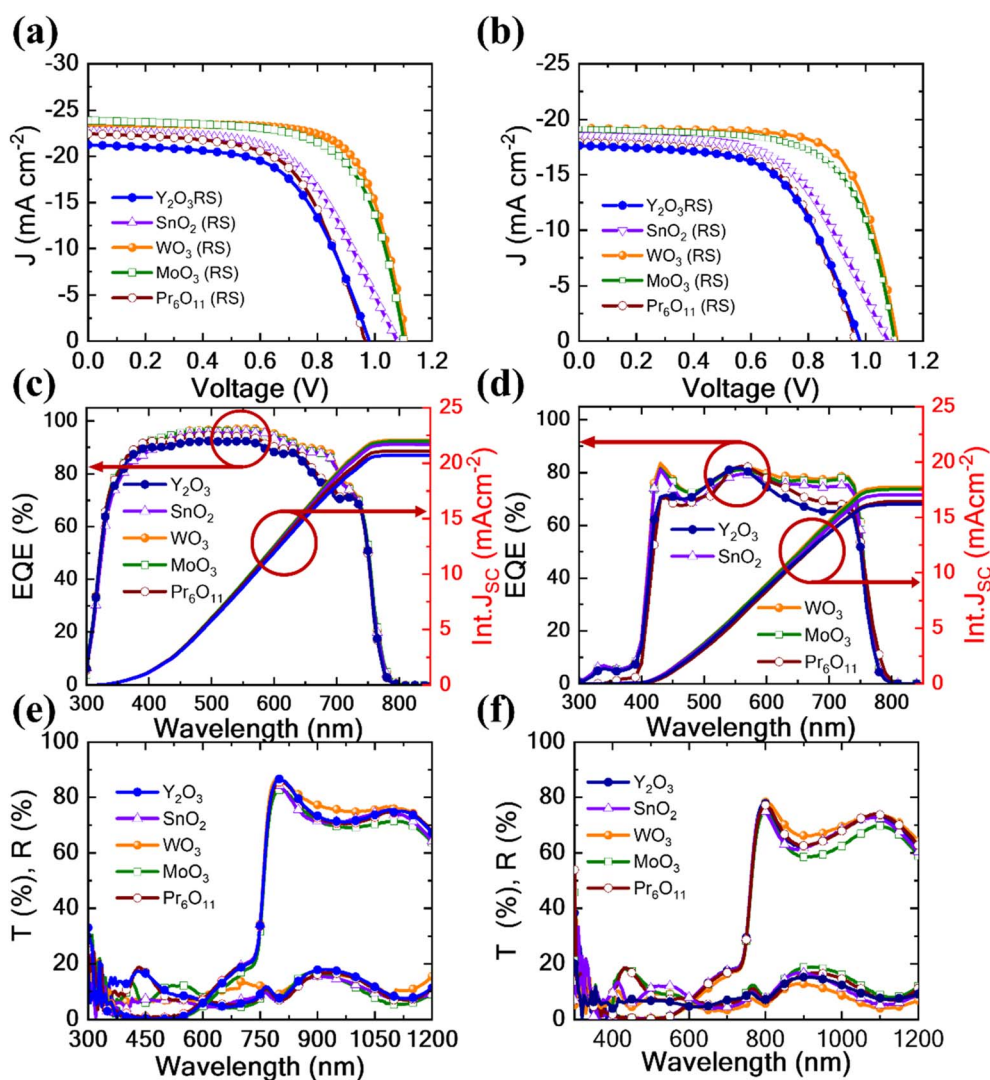 (a)
-30
-25
-20
-15
-10
-5
0
J (mA cm⁻²)
Y₂O₃RS)
SnO₂ (RS)
WO₃ (RS)
MoO₃ (RS)
Pr₆O₁₁ (RS)
0.0 0.2 0.4 0.6 0.8 1.0 1.2
Voltage (V)
(b)
-30
-25
-20
-15
-10
-5
0
J (mA cm⁻²)
Y₂O₃RS)
SnO₂ (RS)
WO₃ (RS)
MoO₃ (RS)
Pr₆O₁₁ (RS)
0.0 0.2 0.4 0.6 0.8 1.0 1.2
Voltage (V)
(c)
100
80
60
40
20
0
EQE (%)
Y₂O₃
SnO₂
WO₃
MoO₃
Pr₆O₁₁
25
20
15
10
5
0
Int.J_SC (mAcm⁻²)
300 400 500 600 700 800
Wavelength (nm)
(d)
100
80
60
40
20
0
EQE (%)
Y₂O₃
SnO₂
WO₃
MoO₃
Pr₆O₁₁
25
20
15
10
5
0
Int.J_SC (mAcm⁻²)
300 400 500 600 700 800
Wavelength (nm)
(e)
100
80
60
40
20
0
T (%), R (%)
Y₂O₃
SnO₂
WO₃
MoO₃
Pr₆O₁₁
300 450 600 750 900 1050 1200
Wavelength (nm)
(f)
100
80
60
40
20
0
T (%), R (%)
Y₂O₃
SnO₂
WO₃
MoO₃
Pr₆O₁₁
400 600 800 1000 1200
Wavelength (nm)